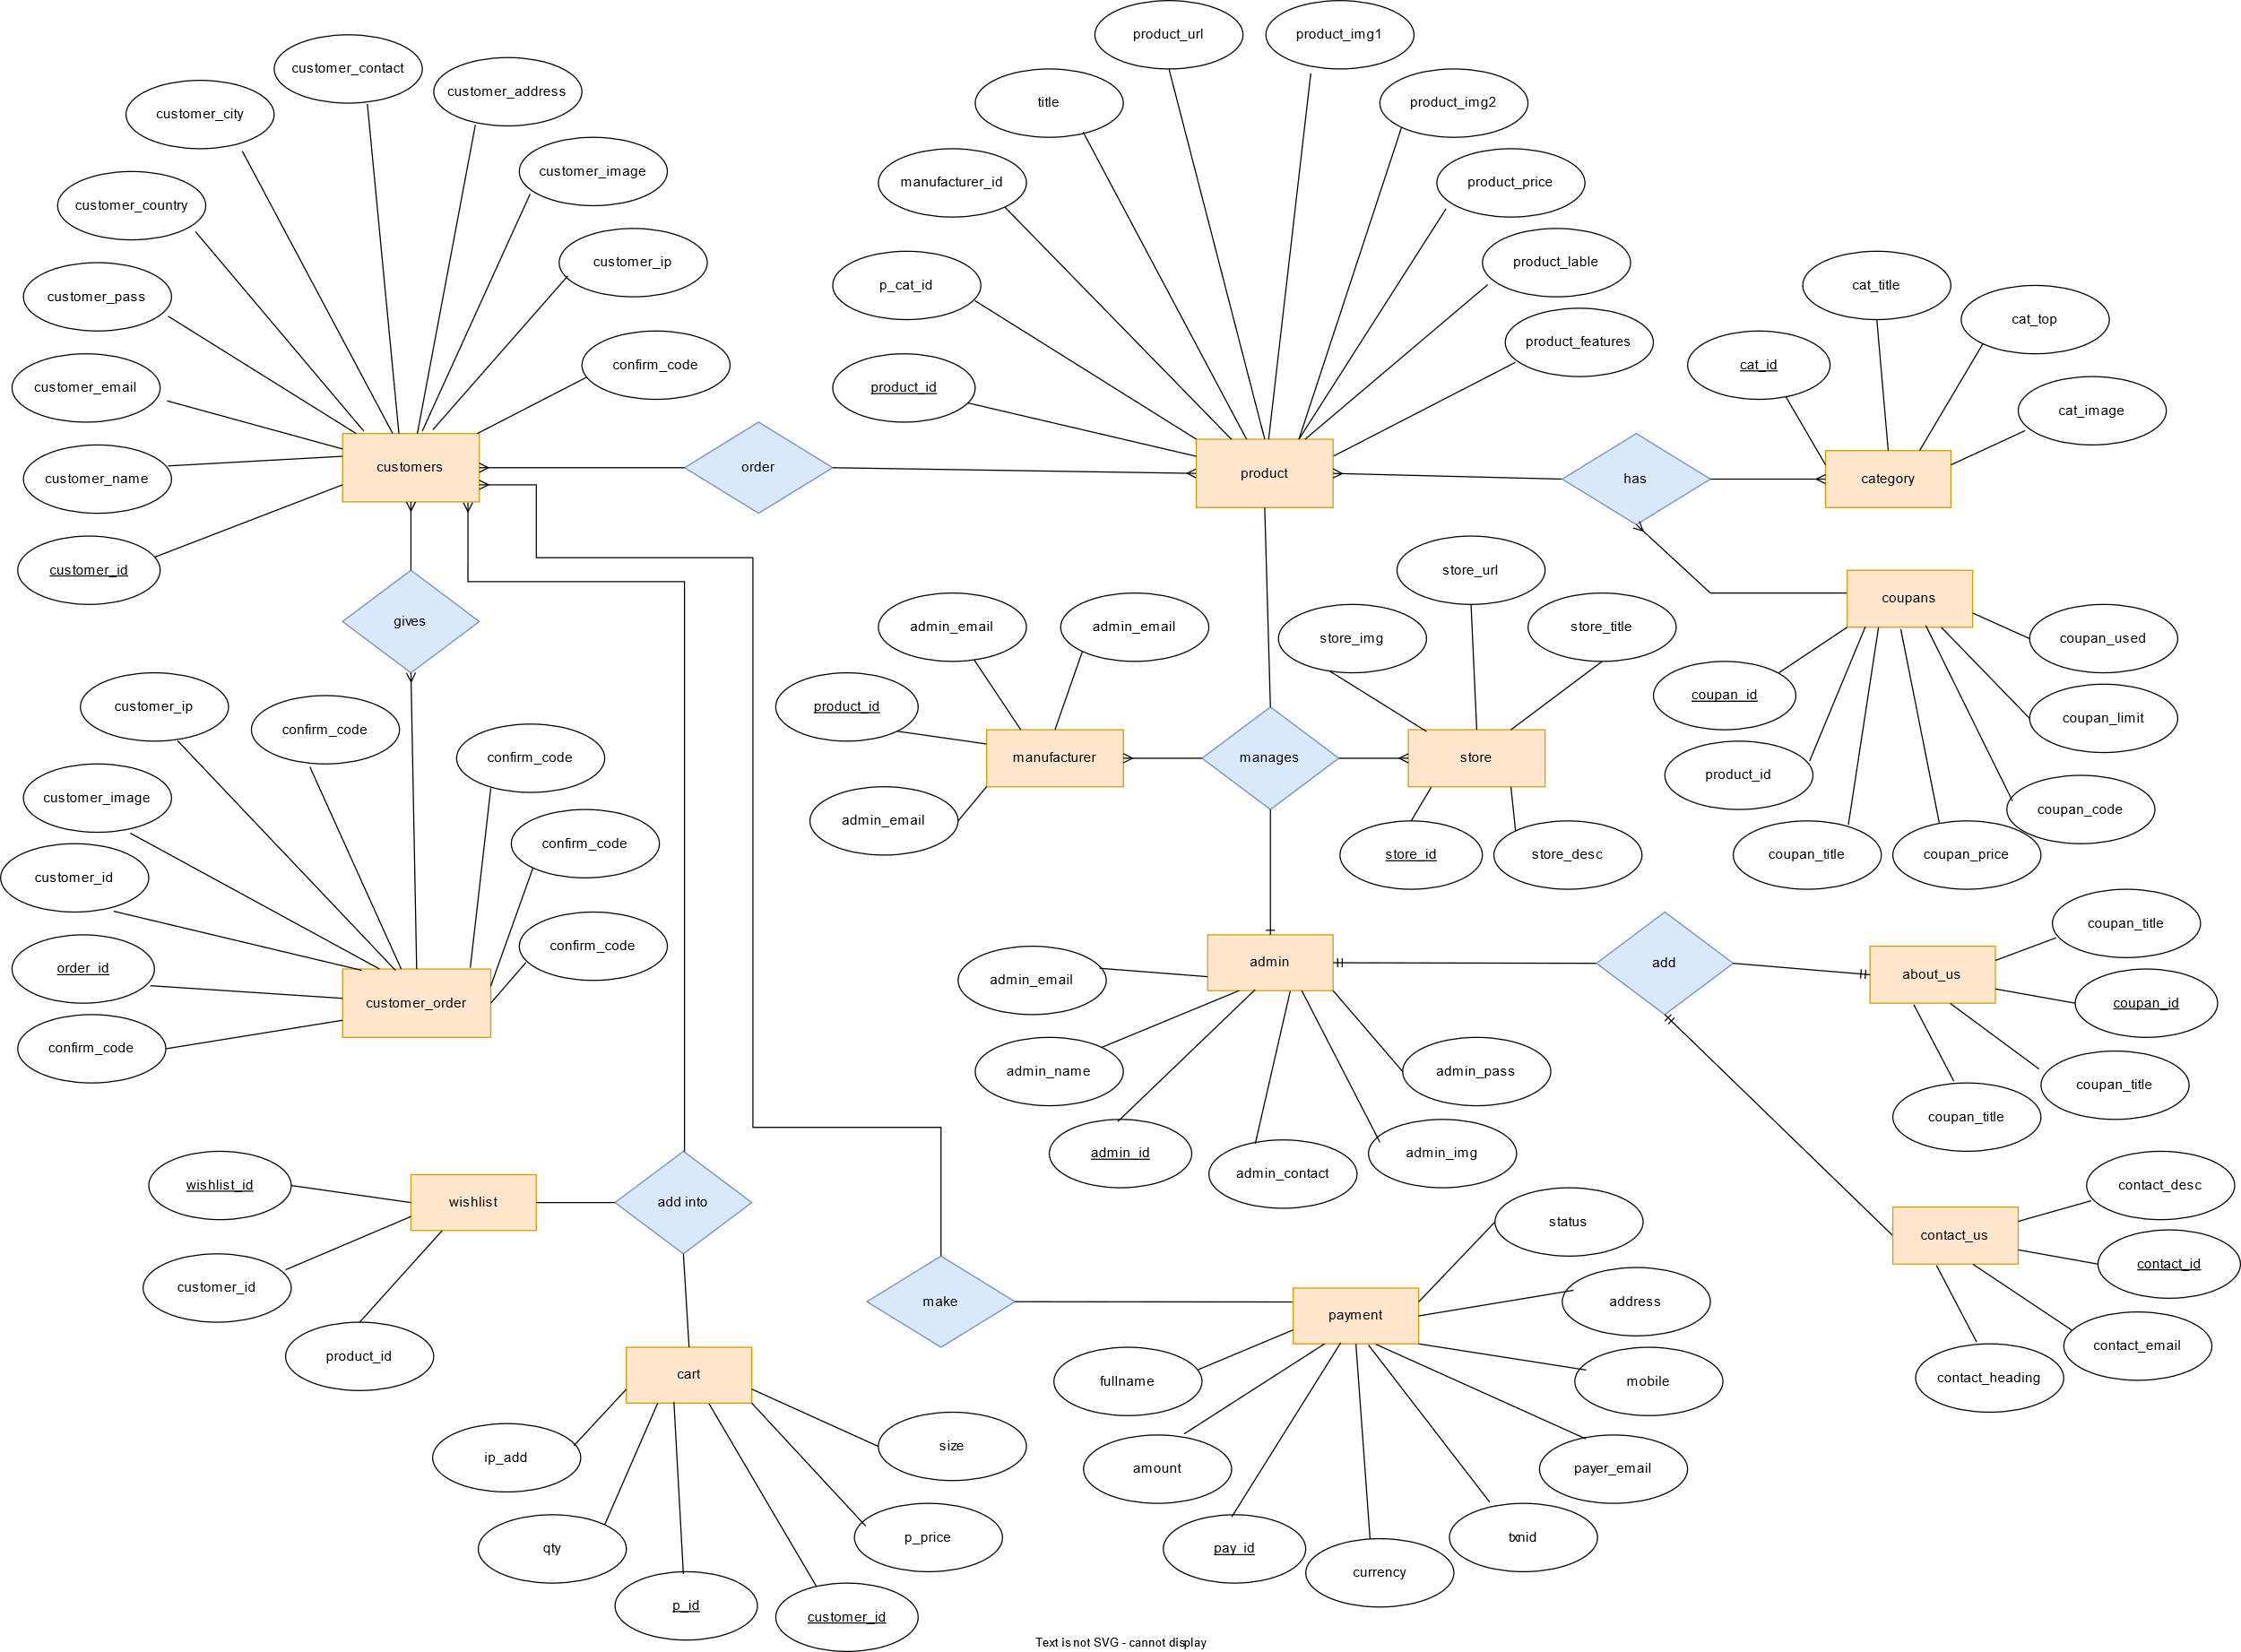 product_url
product_img1
customer_contact
customer_address
title
product_img2
customer_city
customer_image
manufacturer_id
product_price
customer_country
customer_ip
product_lable
p_cat_id
cat_title
customer_pass
cat_top
product_features
confirm_code
cat_id
customer_email
product_id
cat_image
customers
order
product
has
category
customer_name
customer_id
store_url
coupans
gives
admin_email
admin_email
store_img
store_title
coupan_used
customer_ip
product_id
coupan_id
coupan_limit
confirm_code
confirm_code
manufacturer
manages
store
product_id
customer_image
admin_email
coupan_code
confirm_code
store_id
store_desc
coupan_title
coupan_price
customer_id
coupan_title
confirm_code
order_id
admin_email
admin
add
about_us
customer_order
coupan_id
confirm_code
admin_name
admin_pass
coupan_title
coupan_title
admin_id
admin_contact
admin_img
wishlist_id
contact_desc
wishlist
add into
status
contact_us
contact_id
customer_id
make
payment
address
product_id
contact_email
cart
fullname
mobile
contact_heading
size
ip_add
amount
payer_email
p_price
txnid
qty
pay_id
currency
p_id
customer_id
Text is not SVG - cannot display